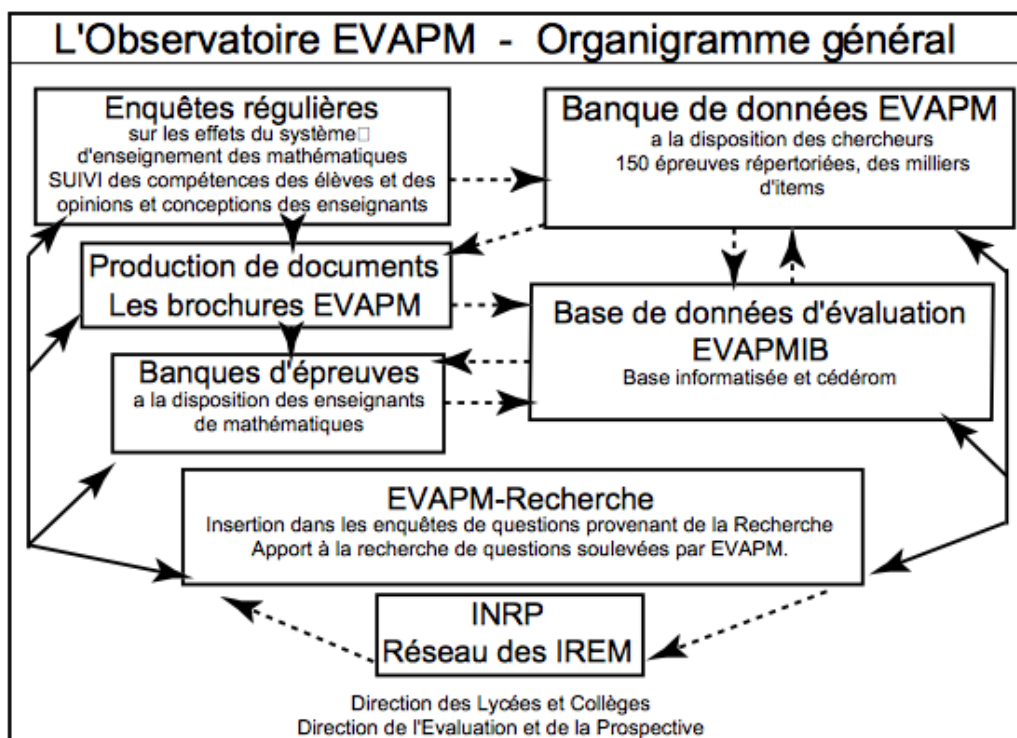 L'Observatoire EVAPM - Organigramme général
Enquêtes régulières
sur les effets du système□
d'enseignement des mathématiques
SUIVI des compétences des élèves et des
opinions et conceptions des enseignants
Banque de données EVAPM
a la disposition des chercheurs
150 épreuves répertoriées, des milliers
d'items
Production de documents
Les brochures EVAPM
Base de données d'évaluation
EVAPMIB
Base informatisée et cédérom
Banques d'épreuves
a la disposition des enseignants
de mathématiques
EVAPM-Recherche
Insertion dans les enquêtes de questions provenant de la Recherche
Apport à la recherche de questions soulevées par EVAPM.
INRP
Réseau des IREM
Direction des Lycées et Collèges
Direction de l'Evaluation et de la Prospective